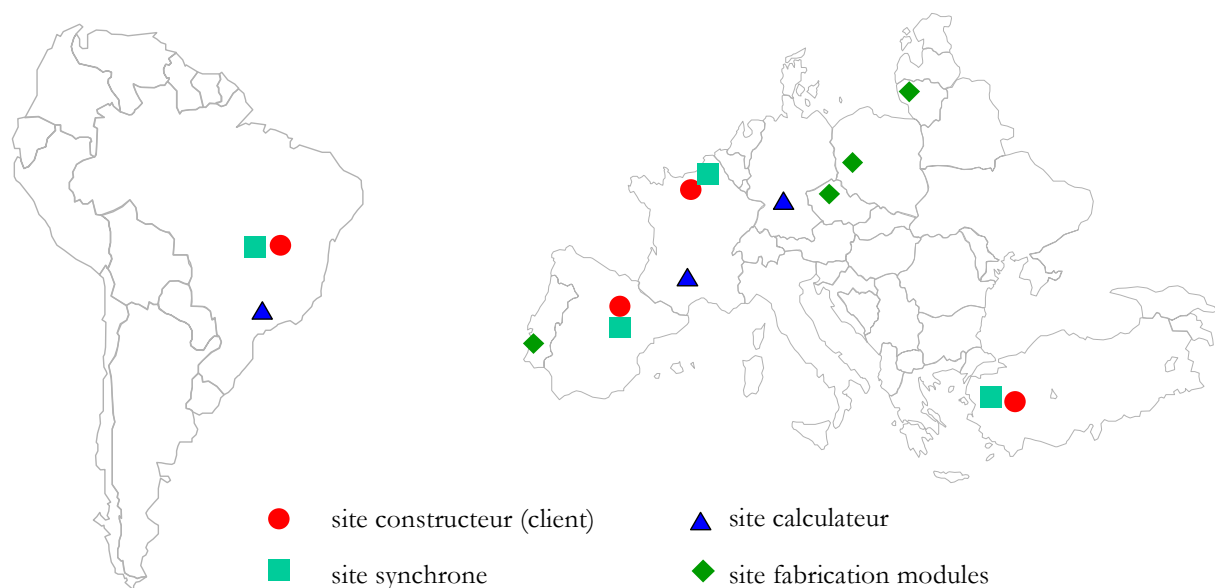 site constructeur (client)
site calculateur
site synchrone
site fabrication modules